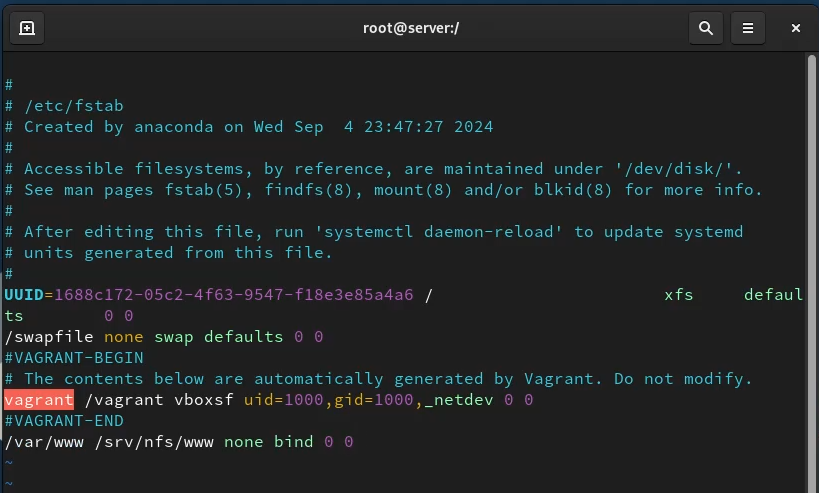 root@server:/
#
# /etc/fstab
# Created by anaconda on Wed Sep  4 23:47:27 2024
#
# Accessible filesystems, by reference, are maintained under '/dev/disk/'.
# See man pages fstab(5), findfs(8), mount(8) and/or blkid(8) for more info.
#
# After editing this file, run 'systemctl daemon-reload' to update systemd
# units generated from this file.
#
UUID=1688c172-05c2-4f63-9547-f18e3e85a4a6 /                       xfs     defaul
ts        0 0
/swapfile none swap defaults 0 0
#VAGRANT-BEGIN
# The contents below are automatically generated by Vagrant. Do not modify.
vagrant /vagrant vboxsf uid=1000,gid=1000,_netdev 0 0
#VAGRANT-END
/var/www /srv/nfs/www none bind 0 0
~
~